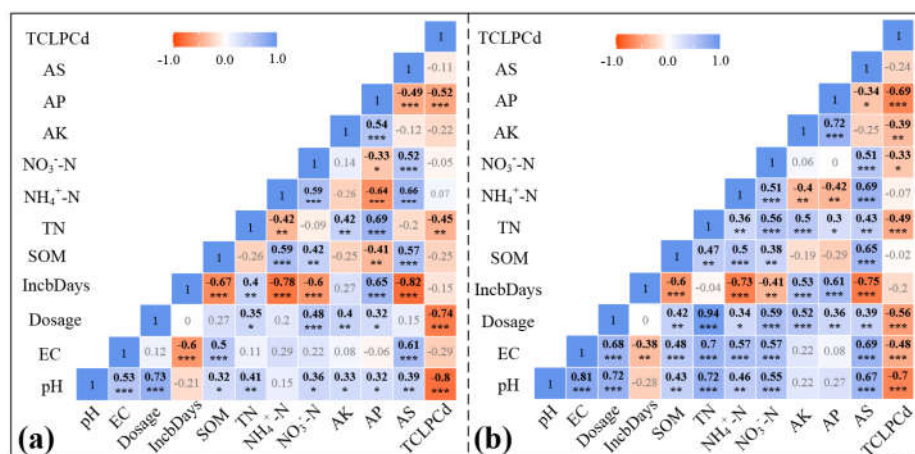 TCLPCd 1
-1.0 0.0 1.0
AS 1 -0.11
AP 1 -0.49 *** -0.52 ***
AK 1 0.54 *** -0.12 -0.22
NO₃⁻-N 1 0.14 -0.33 * 0.52 *** -0.05
NH₄⁺-N 1 0.59 *** -0.26 -0.64 *** 0.66 *** 0.07
TN 1 -0.42 ** -0.09 0.42 ** 0.69 *** -0.2 -0.45 **
SOM 1 -0.26 0.59 *** 0.42 ** -0.25 -0.41 ** 0.57 *** -0.25
IncbDays 1 -0.67 *** 0.4 ** -0.78 *** -0.6 *** 0.27 0.65 *** -0.82 *** -0.15
Dosage 1 0 0.27 0.35 * 0.2 0.48 *** 0.4 ** 0.32 * 0.15 -0.74 ***
EC 1 0.12 -0.6 *** 0.5 *** 0.11 0.29 0.22 0.08 -0.06 0.61 *** -0.29
pH 1 0.53 *** 0.73 *** -0.21 0.32 * 0.41 ** 0.15 0.36 * 0.33 * 0.32 * 0.39 ** -0.8 ***
pH EC Dosage IncbDays SOM TN NH₄⁺-N NO₃⁻-N AK AP AS TCLPCd
(a)
TCLPCd 1
-1.0 0.0 1.0
AS 1 -0.24
AP 1 -0.34 * -0.69 ***
AK 1 0.72 *** -0.25 -0.39 **
NO₃⁻-N 1 0.06 0 0.51 *** -0.33 *
NH₄⁺-N 1 0.51 *** -0.4 ** -0.42 ** 0.69 *** -0.07
TN 1 0.36 ** 0.56 *** 0.5 *** 0.3 * 0.43 ** -0.49 ***
SOM 1 0.47 ** 0.5 *** 0.38 ** -0.19 -0.29 0.65 *** -0.02
IncbDays 1 -0.6 *** -0.04 -0.73 *** -0.41 ** 0.53 *** 0.61 *** -0.75 *** -0.2
Dosage 1 0 0.42 ** 0.94 *** 0.34 * 0.59 *** 0.52 *** 0.36 ** 0.39 ** -0.56 ***
EC 1 0.68 *** -0.38 ** 0.48 *** 0.7 *** 0.57 *** 0.57 *** 0.22 0.08 0.69 *** -0.48 ***
pH 1 0.81 *** 0.72 *** -0.28 0.43 ** 0.72 *** 0.46 ** 0.55 *** 0.22 0.27 0.67 *** -0.7 ***
pH EC Dosage IncbDays SOM TN NH₄⁺-N NO₃⁻-N AK AP AS TCLPCd
(b)